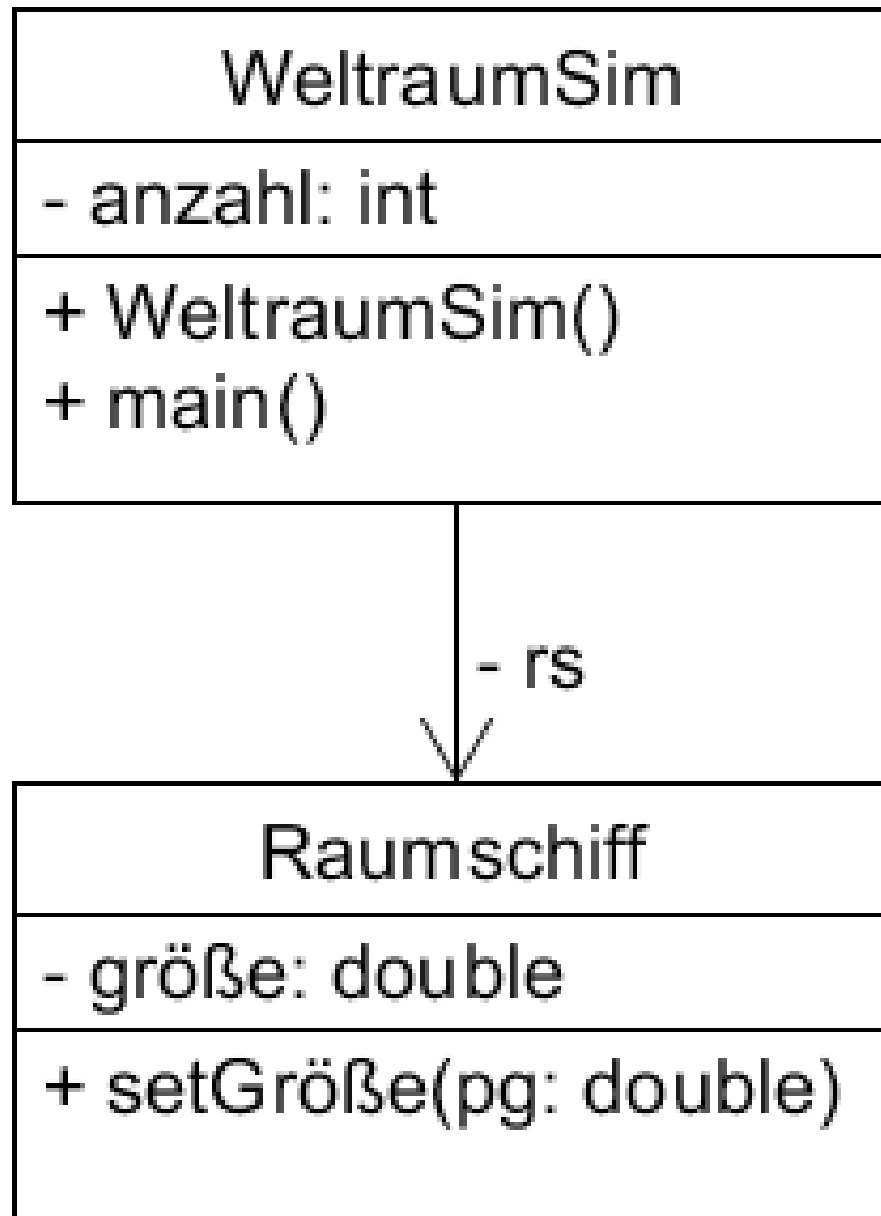 WeltraumSim
- anzahl: int
+ WeltraumSim()
+ main()
- rs
Raumschiff
- größe: double
+ setGröße(pg: double)